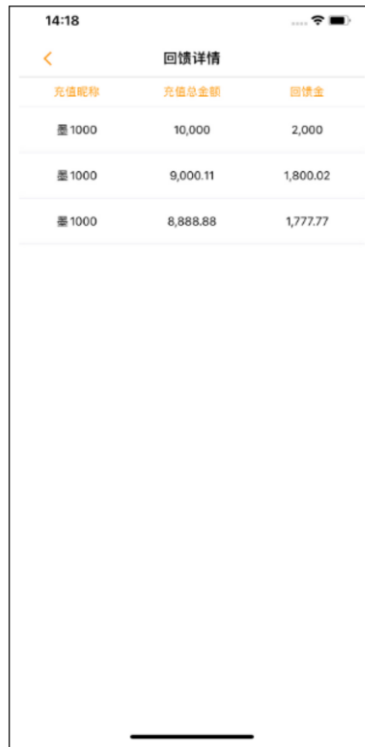 14:18
回馈详情
充值昵称 充值总金额 回馈金
墨1000 10,000 2,000
墨1000 9,000.11 1,800.02
墨1000 8,888.88 1,777.77